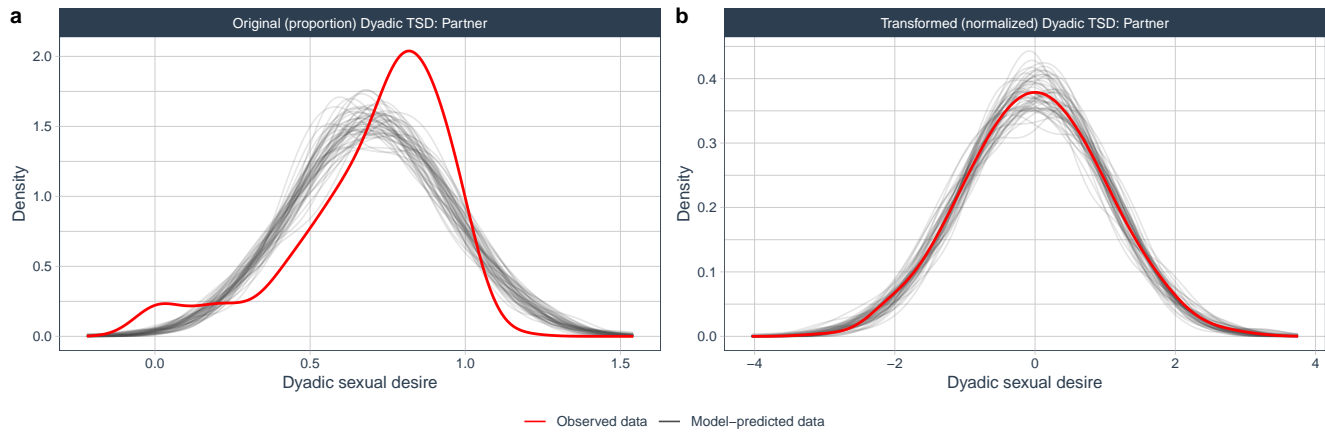 a
Original (proportion) Dyadic TSD: Partner
2.0
1.5
1.0
0.5
0.0
Density
0.0 0.5 1.0 1.5
Dyadic sexual desire
b
Transformed (normalized) Dyadic TSD: Partner
0.4
0.3
0.2
0.1
0.0
Density
−4 −2 0 2 4
Dyadic sexual desire
Observed data Model−predicted data